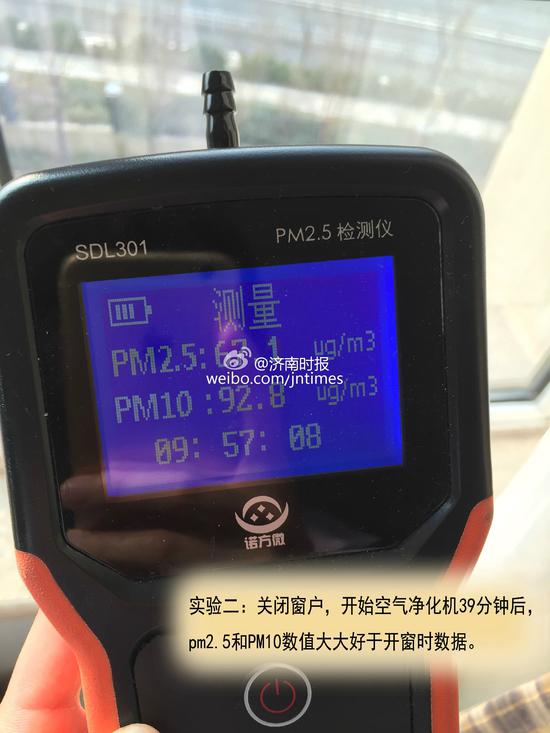 SDL301
PM2.5 检测仪
测量
PM2.5: ug/m3
@济南时报
weibo.com/jntimes
PM10 :92.8 ug/m3
09: 57: 08
诺方微
实验二：关闭窗户，开始空气净化机39分钟后，
pm2.5和PM10数值大大好于开窗时数据。